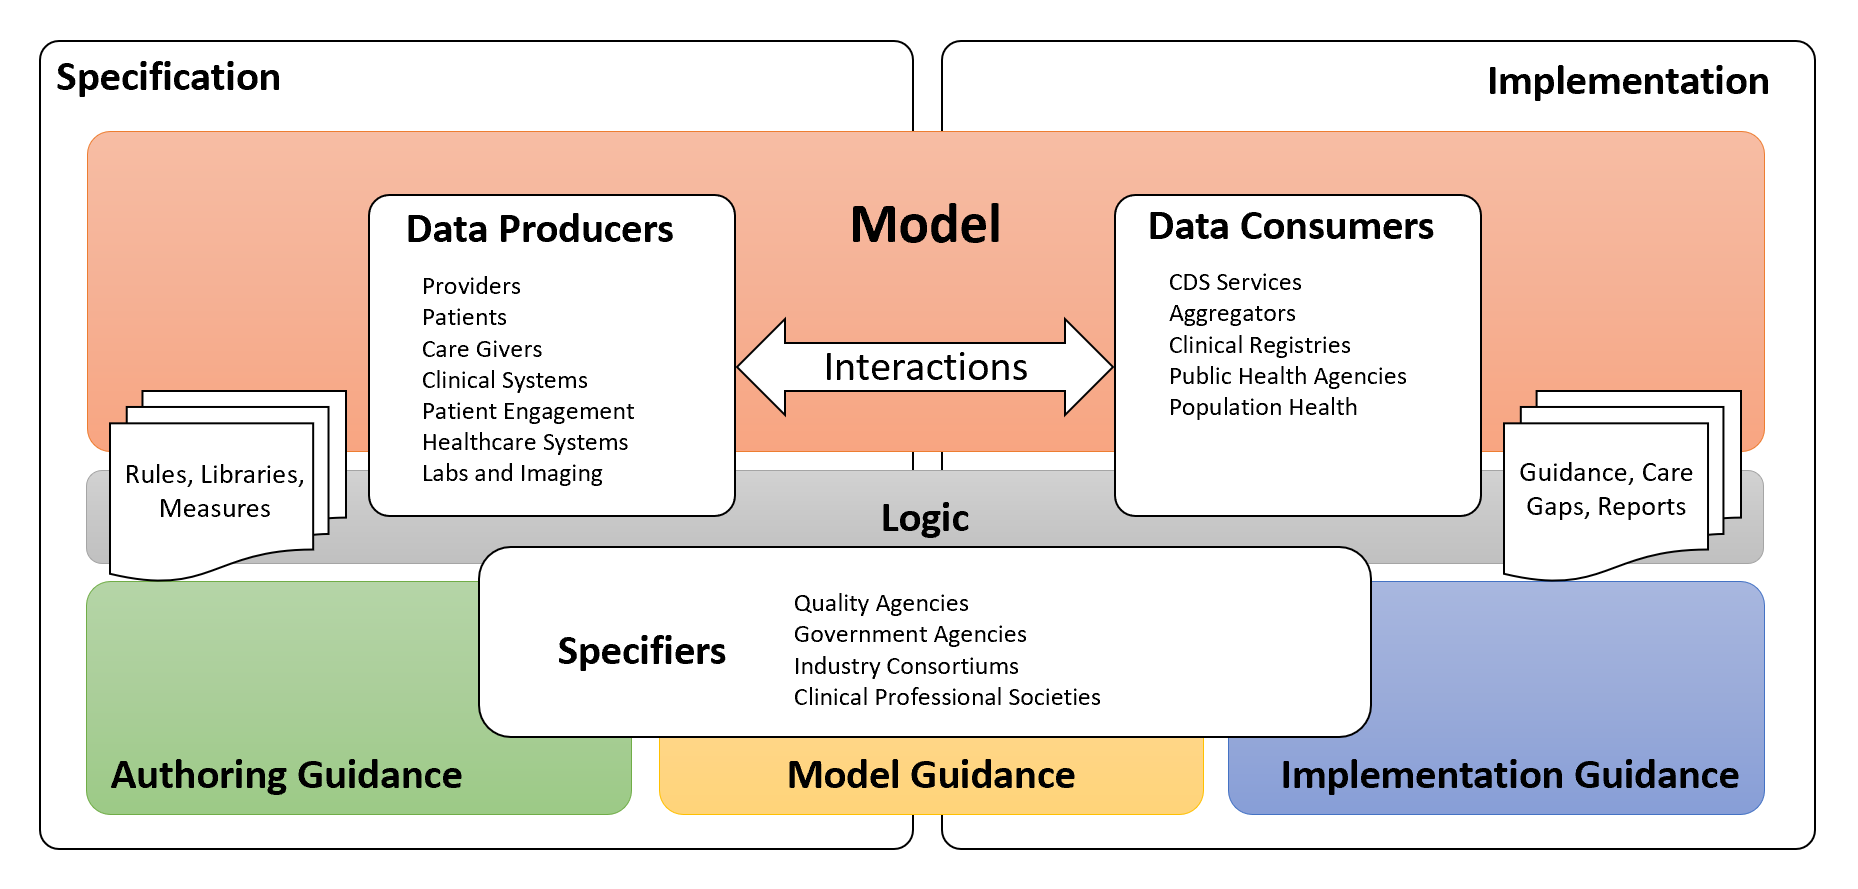 Specification
Implementation
Model
Data Producers
Providers
Patients
Care Givers
Clinical Systems
Patient Engagement
Healthcare Systems
Labs and Imaging
Interactions
Data Consumers
CDS Services
Aggregators
Clinical Registries
Public Health Agencies
Population Health
Rules, Libraries,
Measures
Logic
Guidance, Care
Gaps, Reports
Specifiers
Quality Agencies
Government Agencies
Industry Consortiums
Clinical Professional Societies
Authoring Guidance
Model Guidance
Implementation Guidance